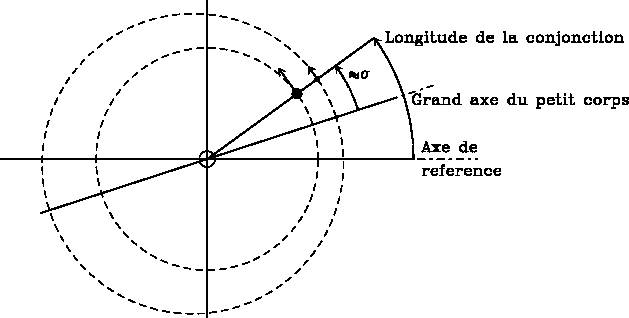 Longitude de la conjonction
≈σ
Grand axe du petit corps
Axe de
reference